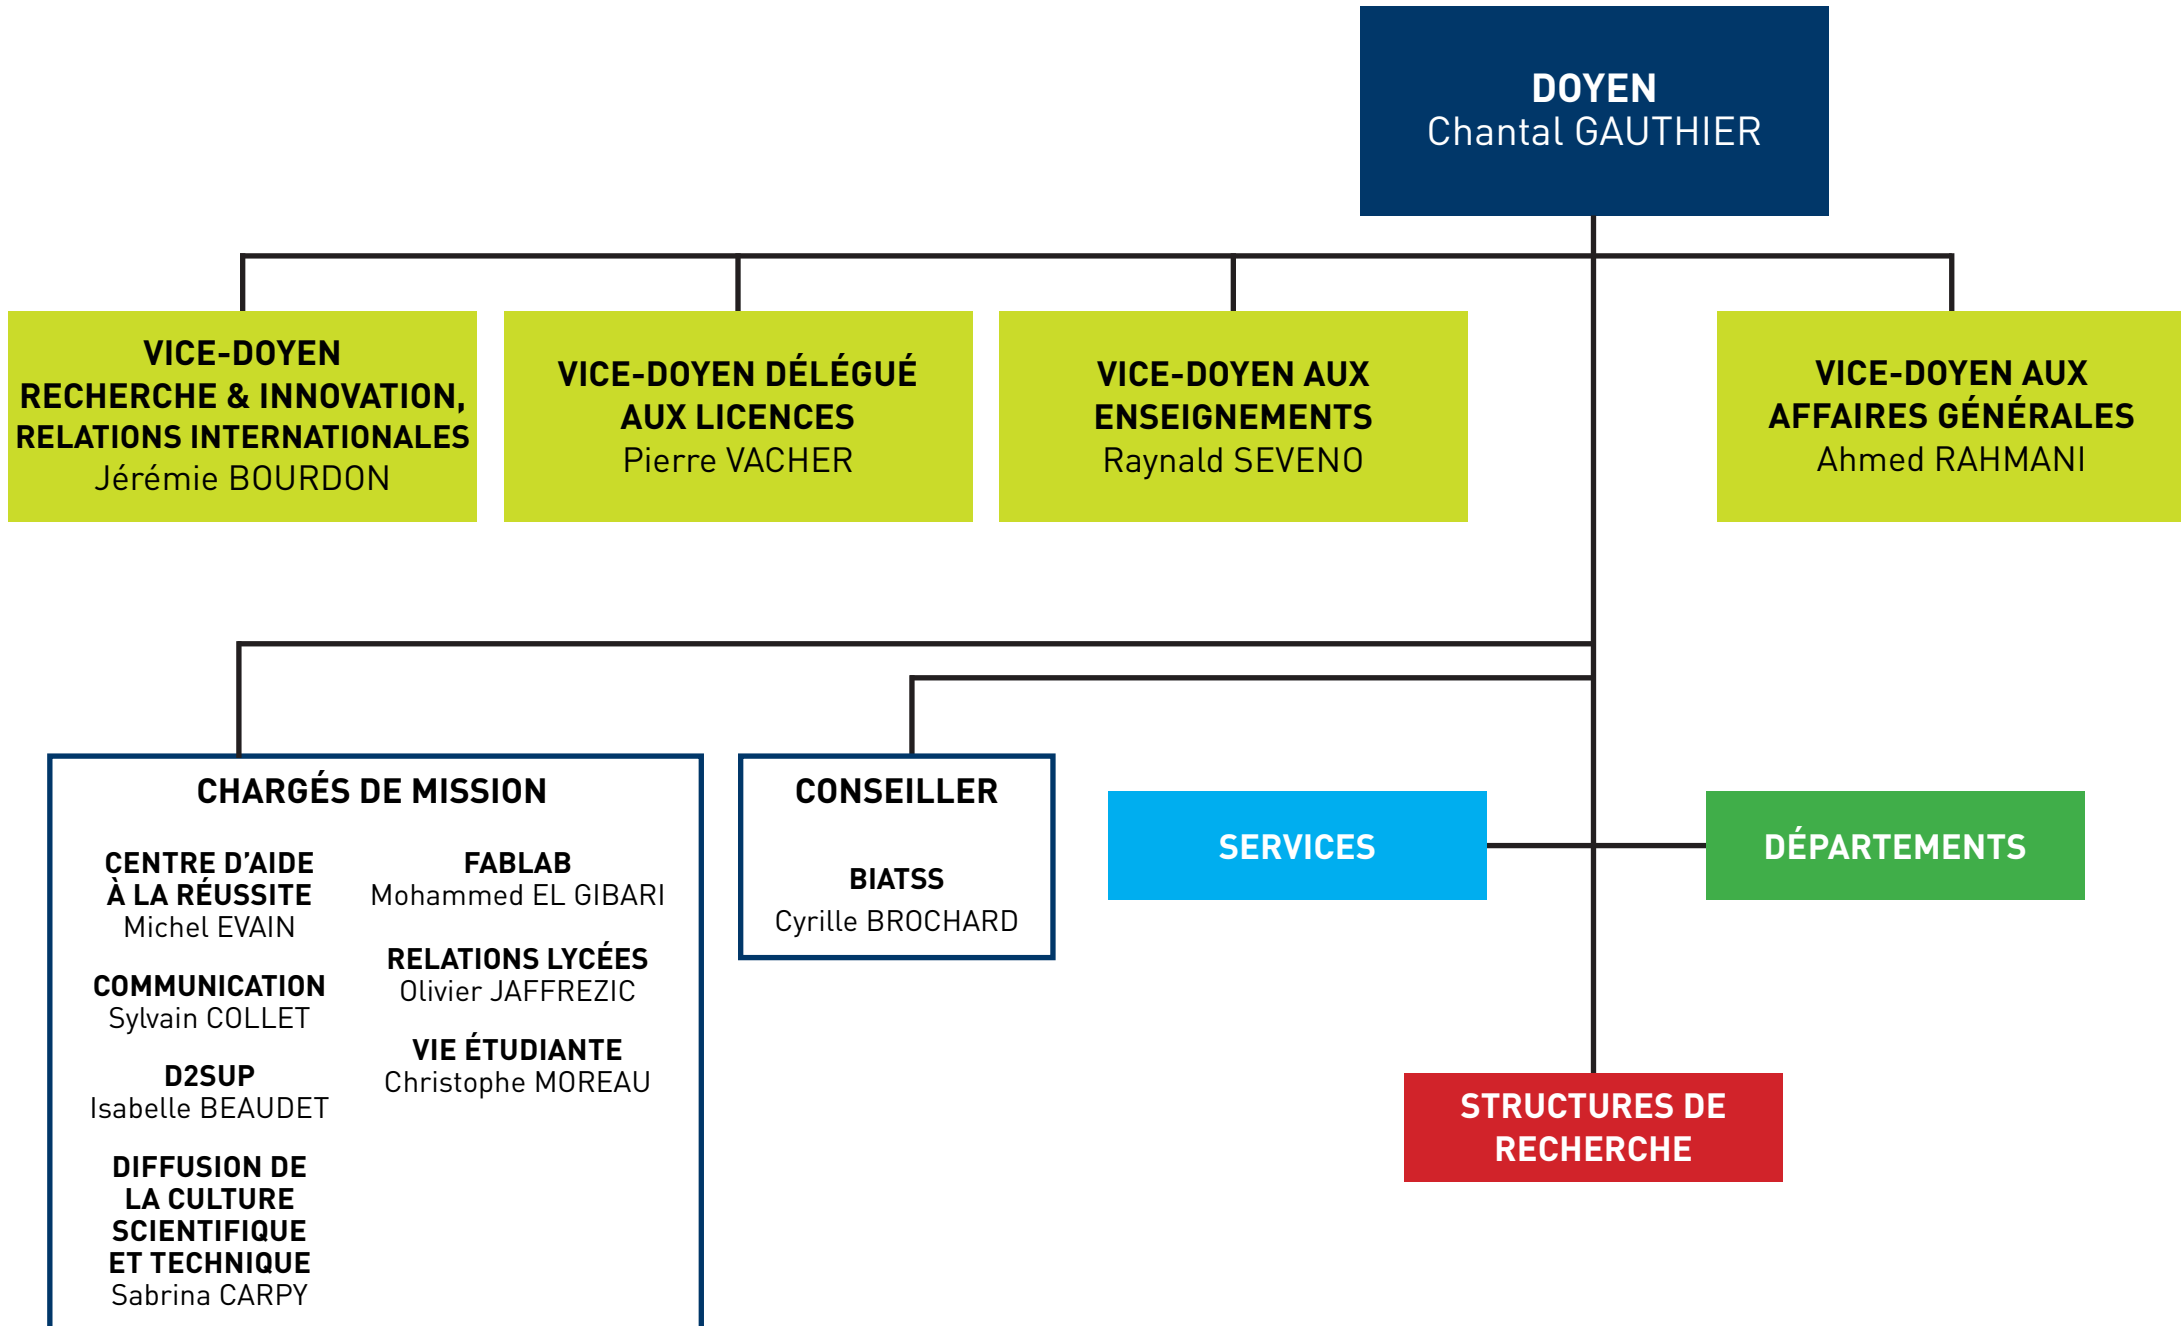 DOYEN
Chantal GAUTHIER
VICE-DOYEN
RECHERCHE & INNOVATION,
RELATIONS INTERNATIONALES
Jérémie BOURDON
VICE-DOYEN DÉLÉGUÉ
AUX LICENCES
Pierre VACHER
VICE-DOYEN AUX
ENSEIGNEMENTS
Raynald SEVENO
VICE-DOYEN AUX
AFFAIRES GÉNÉRALES
Ahmed RAHMANI
CHARGÉS DE MISSION
CENTRE D’AIDE
À LA RÉUSSITE
Michel EVAIN
COMMUNICATION
Sylvain COLLET
D2SUP
Isabelle BEAUDET
DIFFUSION DE
LA CULTURE
SCIENTIFIQUE
ET TECHNIQUE
Sabrina CARPY
FABLAB
Mohammed EL GIBARI
RELATIONS LYCÉES
Olivier JAFFREZIC
VIE ÉTUDIANTE
Christophe MOREAU
CONSEILLER
BIATSS
Cyrille BROCHARD
SERVICES
DÉPARTEMENTS
STRUCTURES DE
RECHERCHE